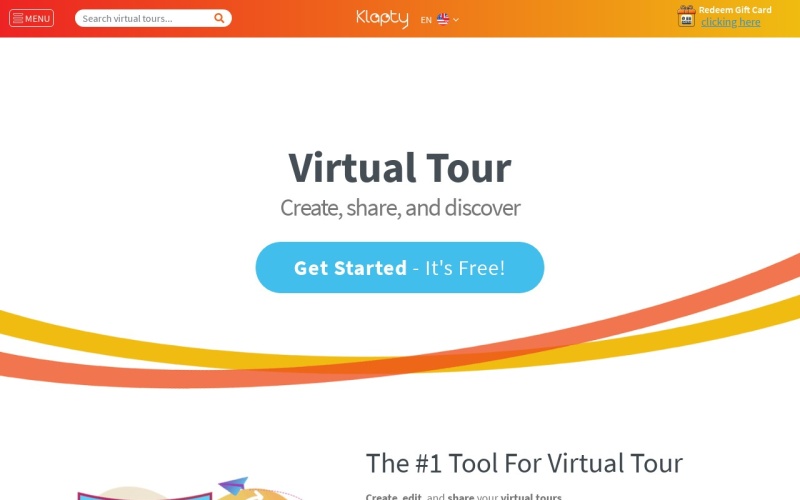 MENU
Search virtual tours...
Klapty
EN
Redeem Gift Card
clicking here
Virtual Tour
Create, share, and discover
Get Started - It's Free!
The #1 Tool For Virtual Tour
Create, edit, and share your virtual tours